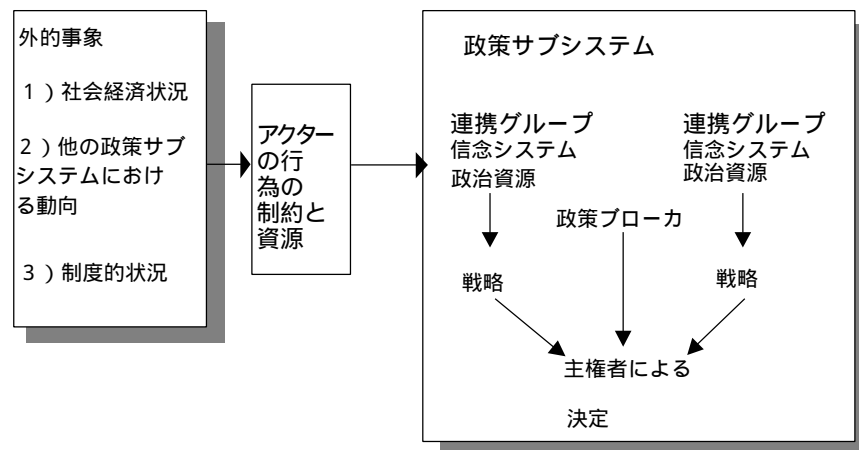 外的事象
１）社会経済状況
２）他の政策サブ
システムにおけ
る動向
３）制度的状況
アクター
の行
為の
制約と
資源
政策サブシステム
連携グループ
信念システム
政治資源
連携グループ
信念システム
政治資源
政策ブローカ
戦略
戦略
主権者による
決定